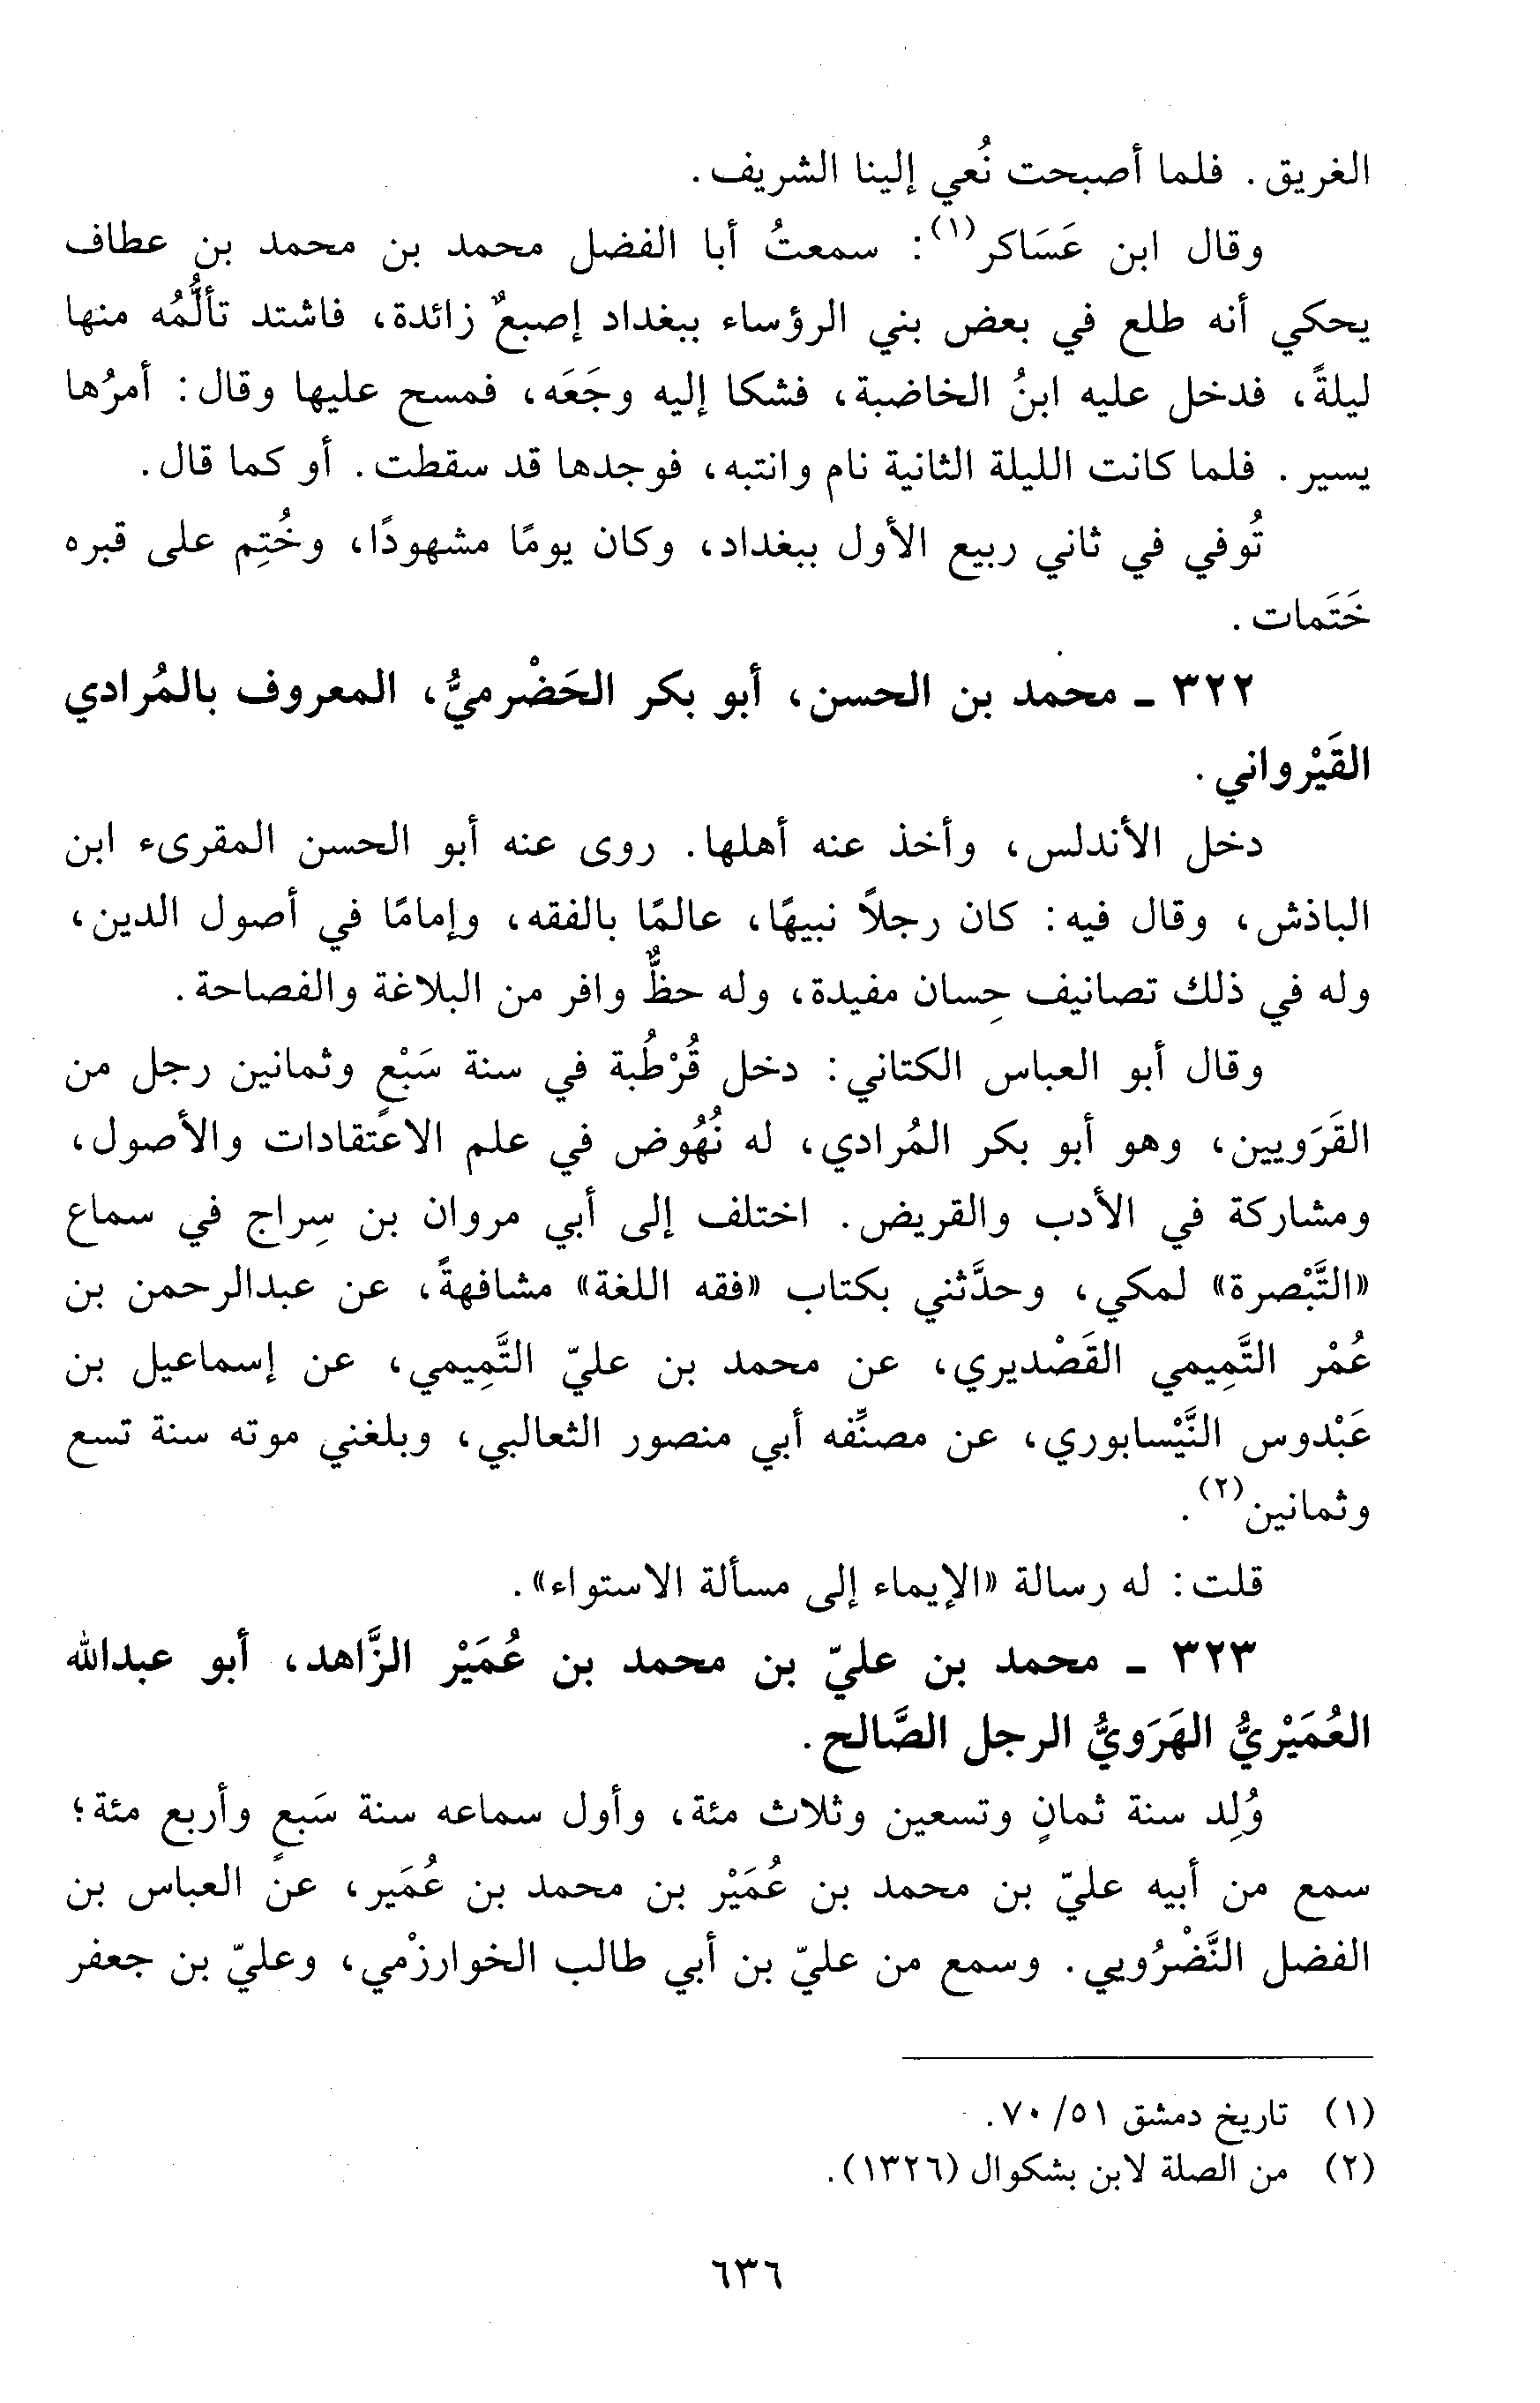 الغريق. فلما أصبحت نُعي إلينا الشريف.
وقال ابن عَسَاكر(١): سمعتُ أبا الفضل محمد بن محمد بن عطاف
يحكي أنه طلع في بعض بني الرؤساء ببغداد إصبعٌ زائدة، فاشتد تألُّمُه منها
ليلةً، فدخل عليه ابنُ الخاضبة، فشكا إليه وجَعَه، فمسح عليها وقال: أمرُها
يسير. فلما كانت الليلة الثانية نام وانتبه، فوجدها قد سقطت. أو كما قال.
تُوفي في ثاني ربيع الأول ببغداد، وكان يومًا مشهودًا، وخُتِم على قبره
خَتَمات.
٣٢٢ - محمد بن الحسن، أبو بكر الحَضْرميُّ، المعروف بالمُرادي
القَيْرواني.
دخل الأندلس، وأخذ عنه أهلها. روى عنه أبو الحسن المقرىء ابن
الباذش، وقال فيه: كان رجلاً نبيهًا، عالمًا بالفقه، وإمامًا في أصول الدين،
وله في ذلك تصانيف حِسان مفيدة، وله حظٌّ وافر من البلاغة والفصاحة.
وقال أبو العباس الكتاني: دخل قُرْطُبة في سنة سَبْعٍ وثمانين رجل من
القَرَويين، وهو أبو بكر المُرادي، له نُهُوض في علم الاعتقادات والأصول،
ومشاركة في الأدب والقريض. اختلف إلى أبي مروان بن سِراج في سماع
«التَّبْصرة» لمكي، وحدَّثني بكتاب «فقه اللغة» مشافهةً، عن عبدالرحمن بن
عُمْر التَّمِيمي القَصْديري، عن محمد بن عليّ التَّمِيمي، عن إسماعيل بن
عَبْدوس النَّيْسابوري، عن مصنِّفه أبي منصور الثعالبي، وبلغني موته سنة تسع
وثمانين(٢).
قلت: له رسالة «الإيماء إلى مسألة الاستواء».
٣٢٣ - محمد بن عليّ بن محمد بن عُمَيْر الزَّاهد، أبو عبدالله
العُمَيْريُّ الهَرَويُّ الرجل الصَّالح.
وُلِد سنة ثمانٍ وتسعين وثلاث مئة، وأول سماعه سنة سَبعٍ وأربع مئة؛
سمع من أبيه عليّ بن محمد بن عُمَيْر بن محمد بن عُمَير، عن العباس بن
الفضل النَّضْرُويي. وسمع من عليّ بن أبي طالب الخوارزْمي، وعليّ بن جعفر
(١) تاريخ دمشق ٥١/ ٧٠.
(٢) من الصلة لابن بشكوال (١٣٢٦).
٦٣٦